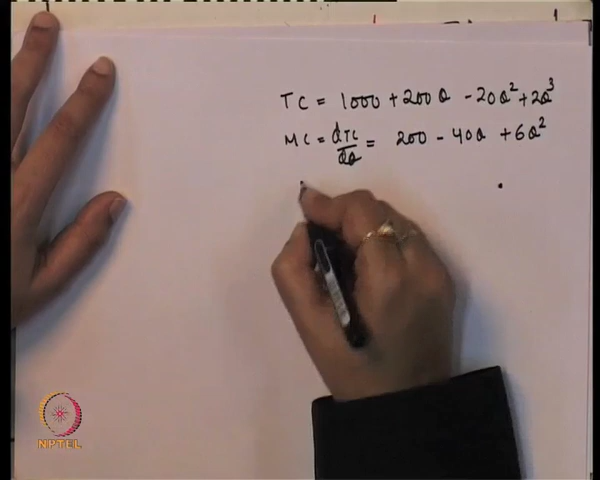 TC = 1000 + 200Q - 20Q² + 2Q³
MC = dTC/dQ = 200 - 40Q + 6Q²
NPTEL